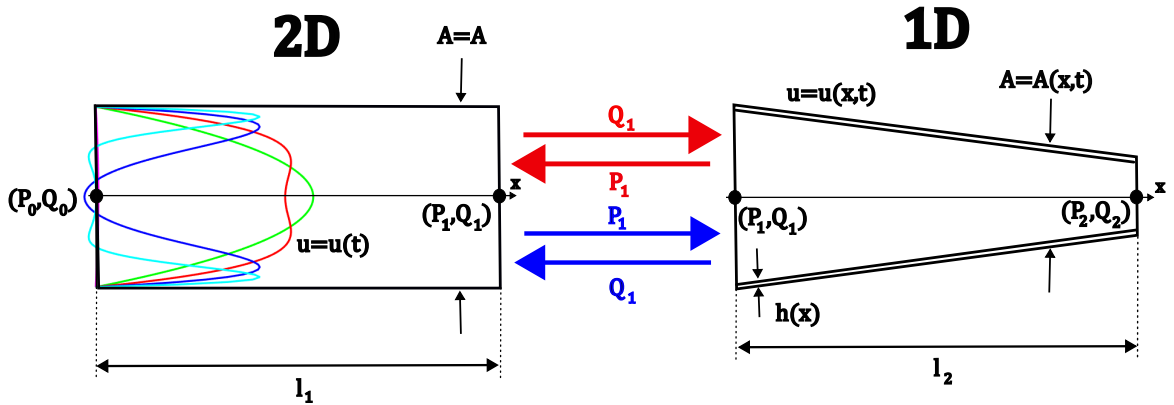 2D
1D
A=A
A=A(x,t)
u=u(x,t)
Q₁
P₁
(P₀,Q₀)
x
(P₁,Q₁)
u=u(t)
P₁
Q₁
x
(P₁,Q₁)
(P₂,Q₂)
h(x)
l₁
l₂